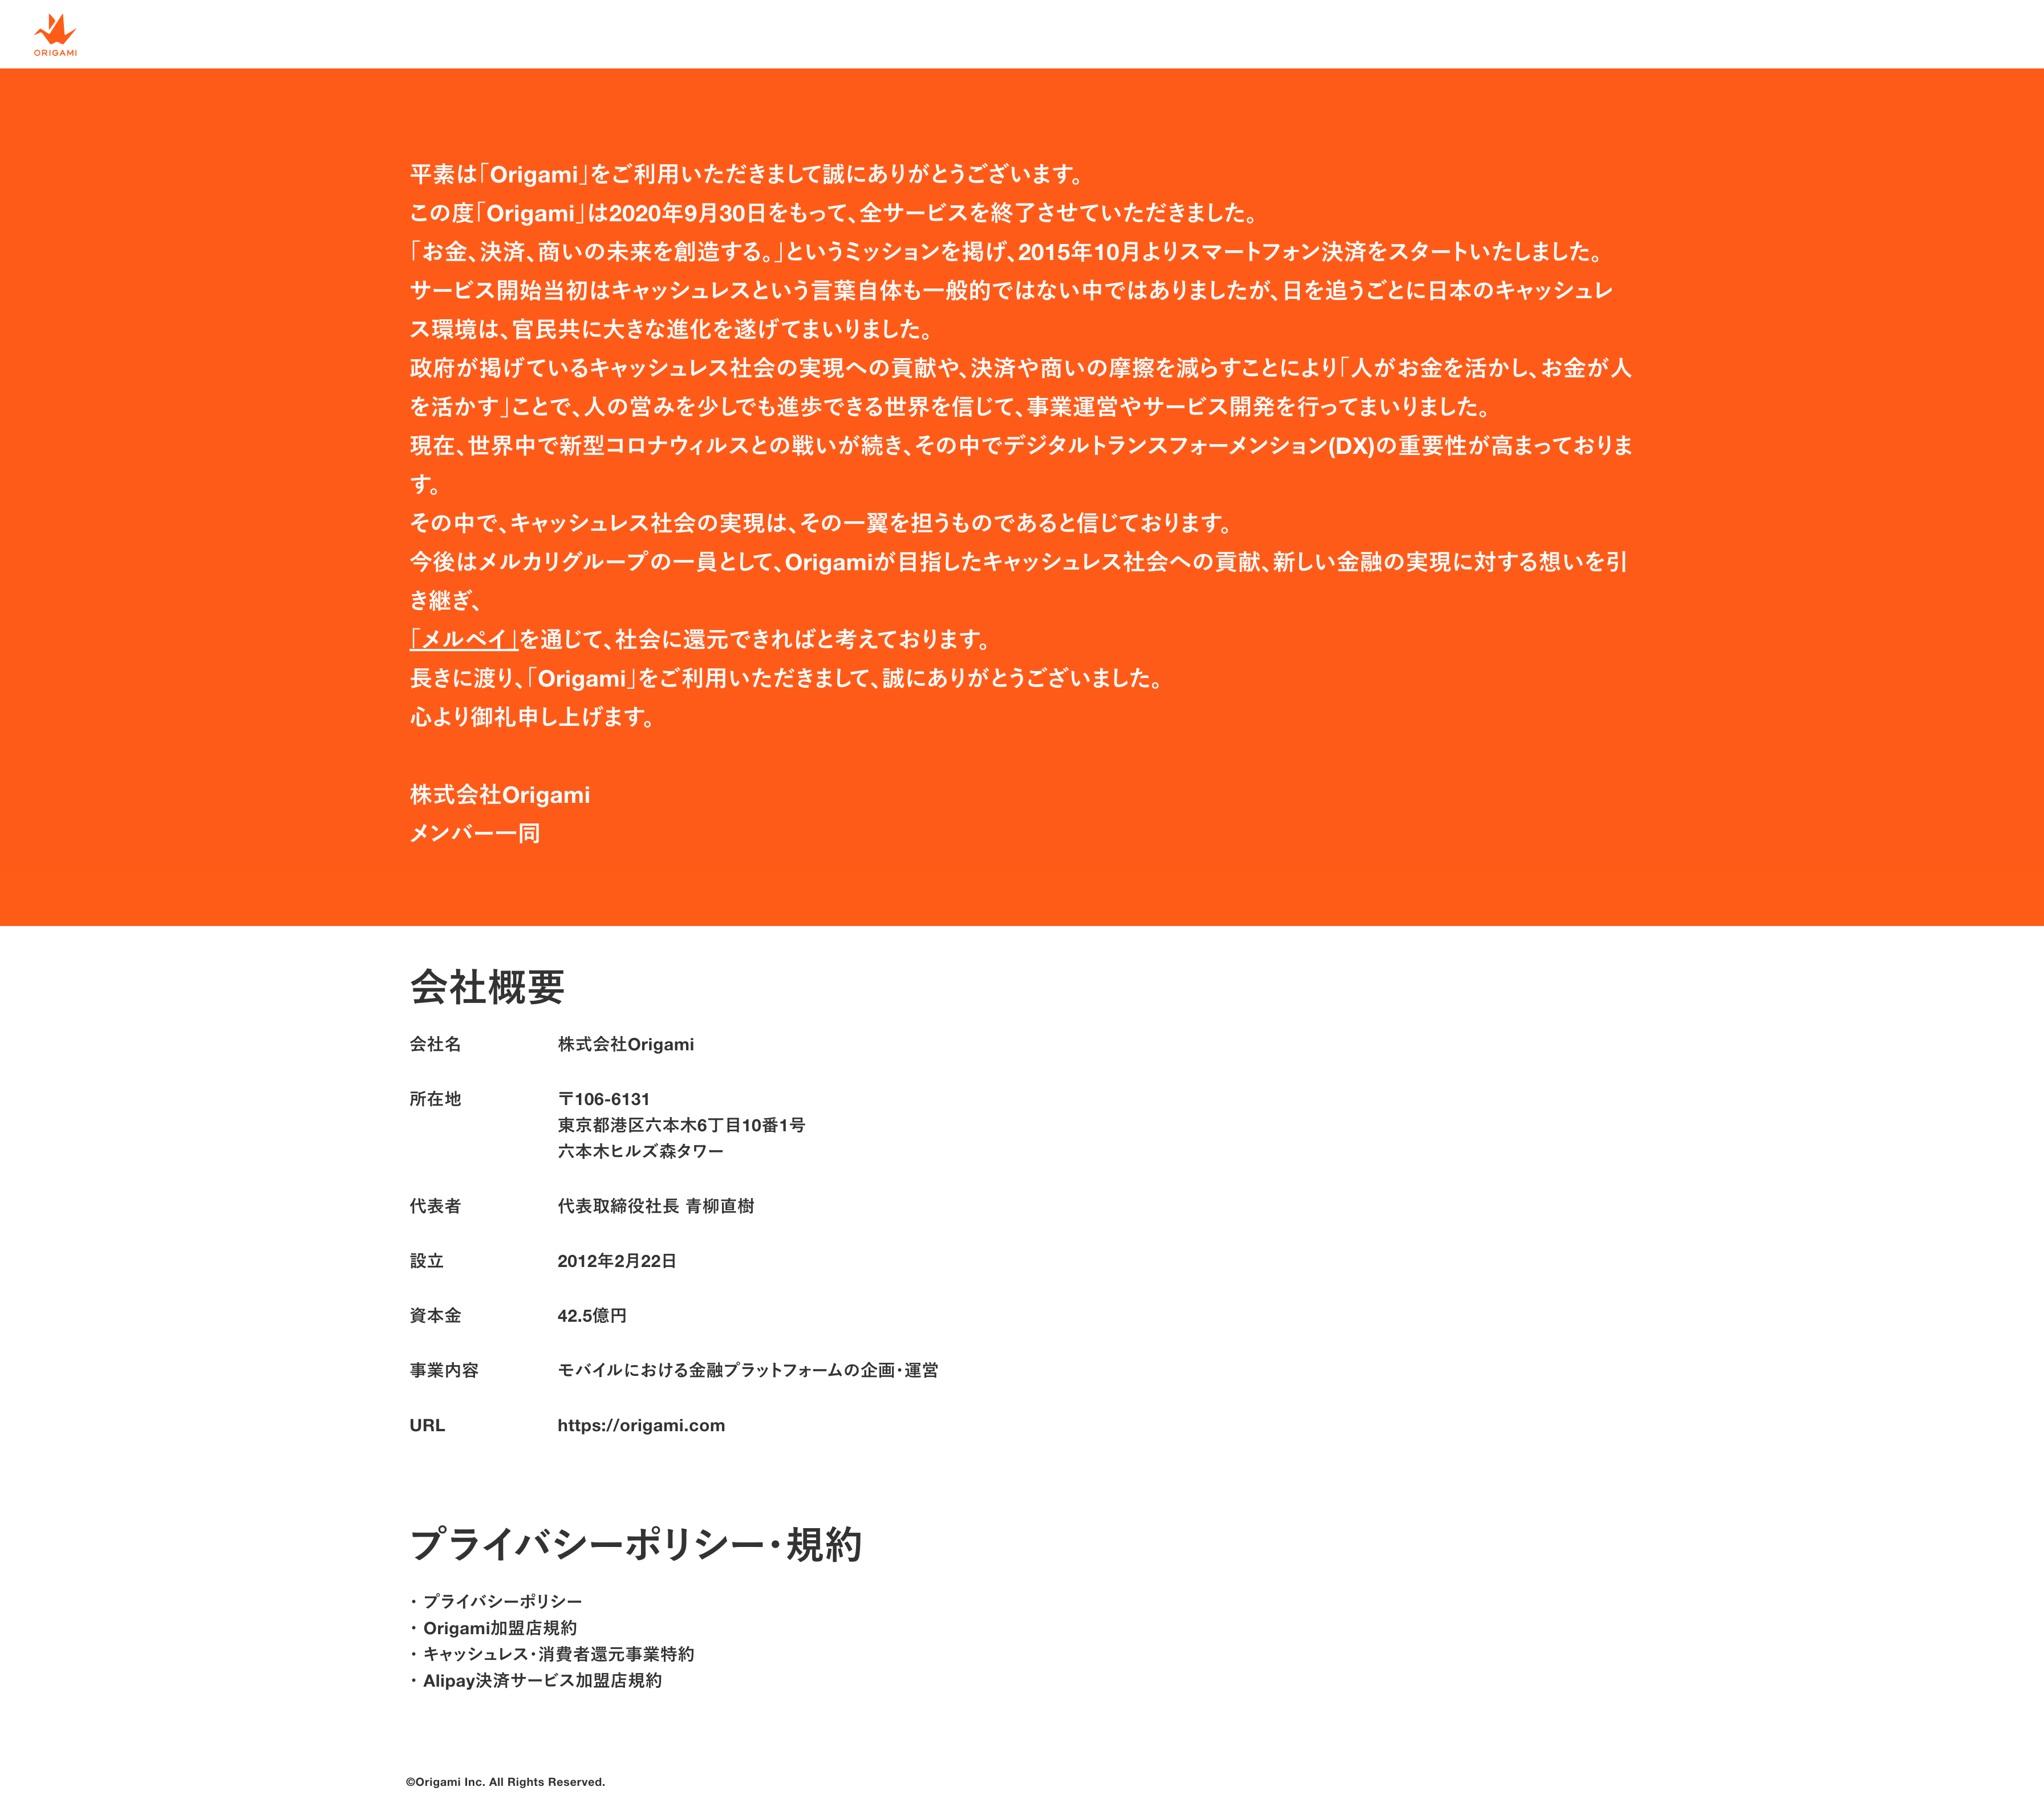 ORIGAMI
平素は「Origami」をご利用いただきまして誠にありがとうございます。
この度「Origami」は2020年9月30日をもって、全サービスを終了させていただきました。
「お金、決済、商いの未来を創造する。」というミッションを掲げ、2015年10月よりスマートフォン決済をスタートいたしました。
サービス開始当初はキャッシュレスという言葉自体も一般的ではない中ではありましたが、日を追うごとに日本のキャッシュレ
ス環境は、官民共に大きな進化を遂げてまいりました。
政府が掲げているキャッシュレス社会の実現への貢献や、決済や商いの摩擦を減らすことにより「人がお金を活かし、お金が人
を活かす」ことで、人の営みを少しでも進歩できる世界を信じて、事業運営やサービス開発を行ってまいりました。
現在、世界中で新型コロナウィルスとの戦いが続き、その中でデジタルトランスフォーメンション(DX)の重要性が高まっておりま
す。
その中で、キャッシュレス社会の実現は、その一翼を担うものであると信じております。
今後はメルカリグループの一員として、Origamiが目指したキャッシュレス社会への貢献、新しい金融の実現に対する想いを引
き継ぎ、
「メルペイ」を通じて、社会に還元できればと考えております。
長きに渡り、「Origami」をご利用いただきまして、誠にありがとうございました。
心より御礼申し上げます。
株式会社Origami
メンバー一同
会社概要
会社名 株式会社Origami
所在地 〒106-6131
東京都港区六本木6丁目10番1号
六本木ヒルズ森タワー
代表者 代表取締役社長 青柳直樹
設立 2012年2月22日
資本金 42.5億円
事業内容 モバイルにおける金融プラットフォームの企画・運営
URL https://origami.com
プライバシーポリシー・規約
・ プライバシーポリシー
・ Origami加盟店規約
・ キャッシュレス・消費者還元事業特約
・ Alipay決済サービス加盟店規約
©Origami Inc. All Rights Reserved.